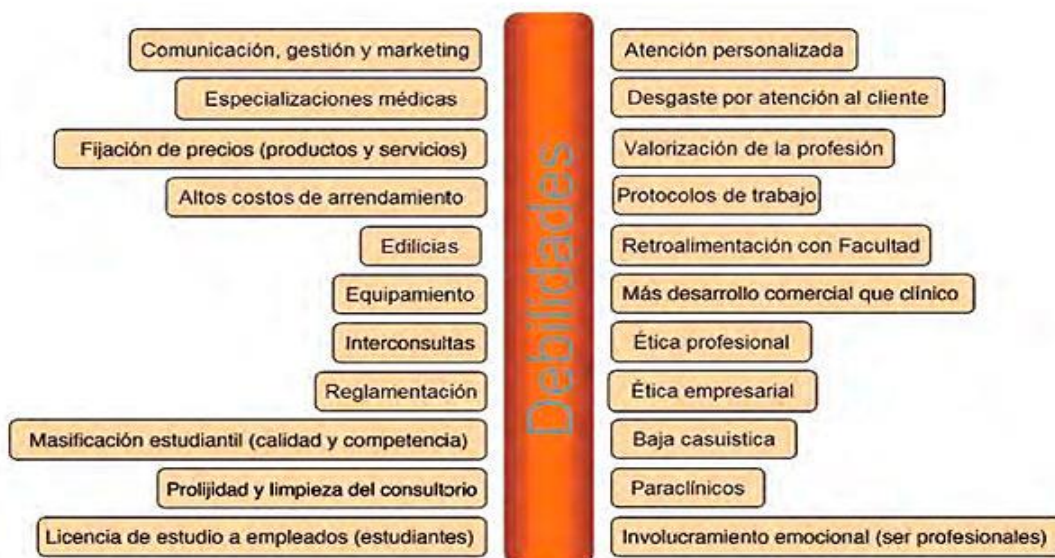 Comunicación, gestión y marketing
Especializaciones médicas
Fijación de precios (productos y servicios)
Altos costos de arrendamiento
Edilicias
Equipamiento
Interconsultas
Reglamentación
Masificación estudiantil (calidad y competencia)
Prolijidad y limpieza del consultorio
Licencia de estudio a empleados (estudiantes)
Debilidades
Atención personalizada
Desgaste por atención al cliente
Valorización de la profesión
Protocolos de trabajo
Retroalimentación con Facultad
Más desarrollo comercial que clínico
Ética profesional
Ética empresarial
Baja casuistica
Paraclínicos
Involucramiento emocional (ser profesionales)